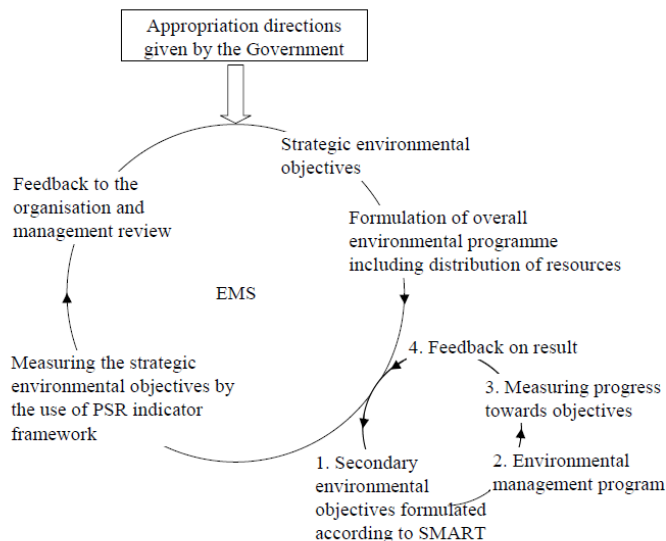 Appropriation directions
given by the Government
Strategic environmental
objectives
Feedback to the
organisation and
management review
Formulation of overall
environmental programme
including distribution of resources
EMS
4. Feedback on result
Measuring the strategic
environmental objectives by
the use of PSR indicator
framework
3. Measuring progress
towards objectives
1. Secondary
environmental
objectives formulated
according to SMART
2. Environmental
management program